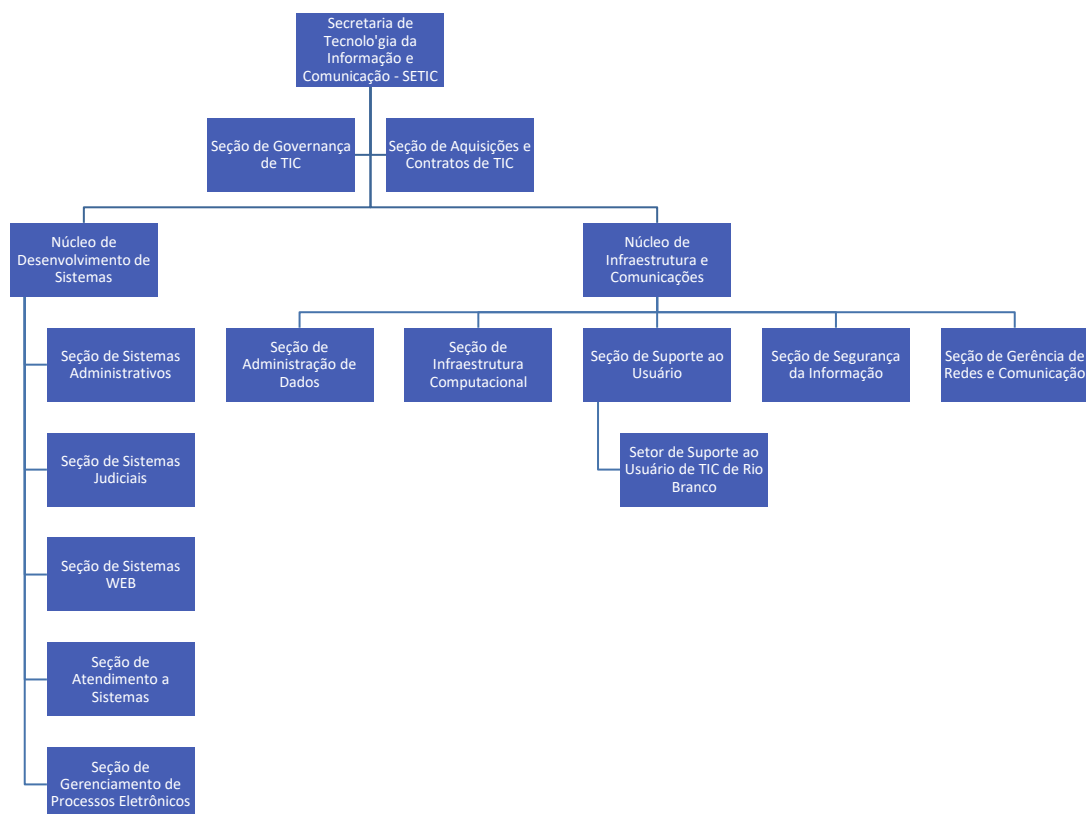 Secretaria de
Tecnolo'gia da
Informação e
Comunicação - SETIC
Seção de Governança
de TIC
Seção de Aquisições e
Contratos de TIC
Núcleo de
Desenvolvimento de
Sistemas
Núcleo de
Infraestrutura e
Comunicações
Seção de Sistemas
Administrativos
Seção de Sistemas
Judiciais
Seção de Sistemas
WEB
Seção de
Atendimento a
Sistemas
Seção de
Gerenciamento de
Processos Eletrônicos
Seção de
Administração de
Dados
Seção de
Infraestrutura
Computacional
Seção de Suporte ao
Usuário
Setor de Suporte ao
Usuário de TIC de Rio
Branco
Seção de Segurança
da Informação
Seção de Gerência de
Redes e Comunicação